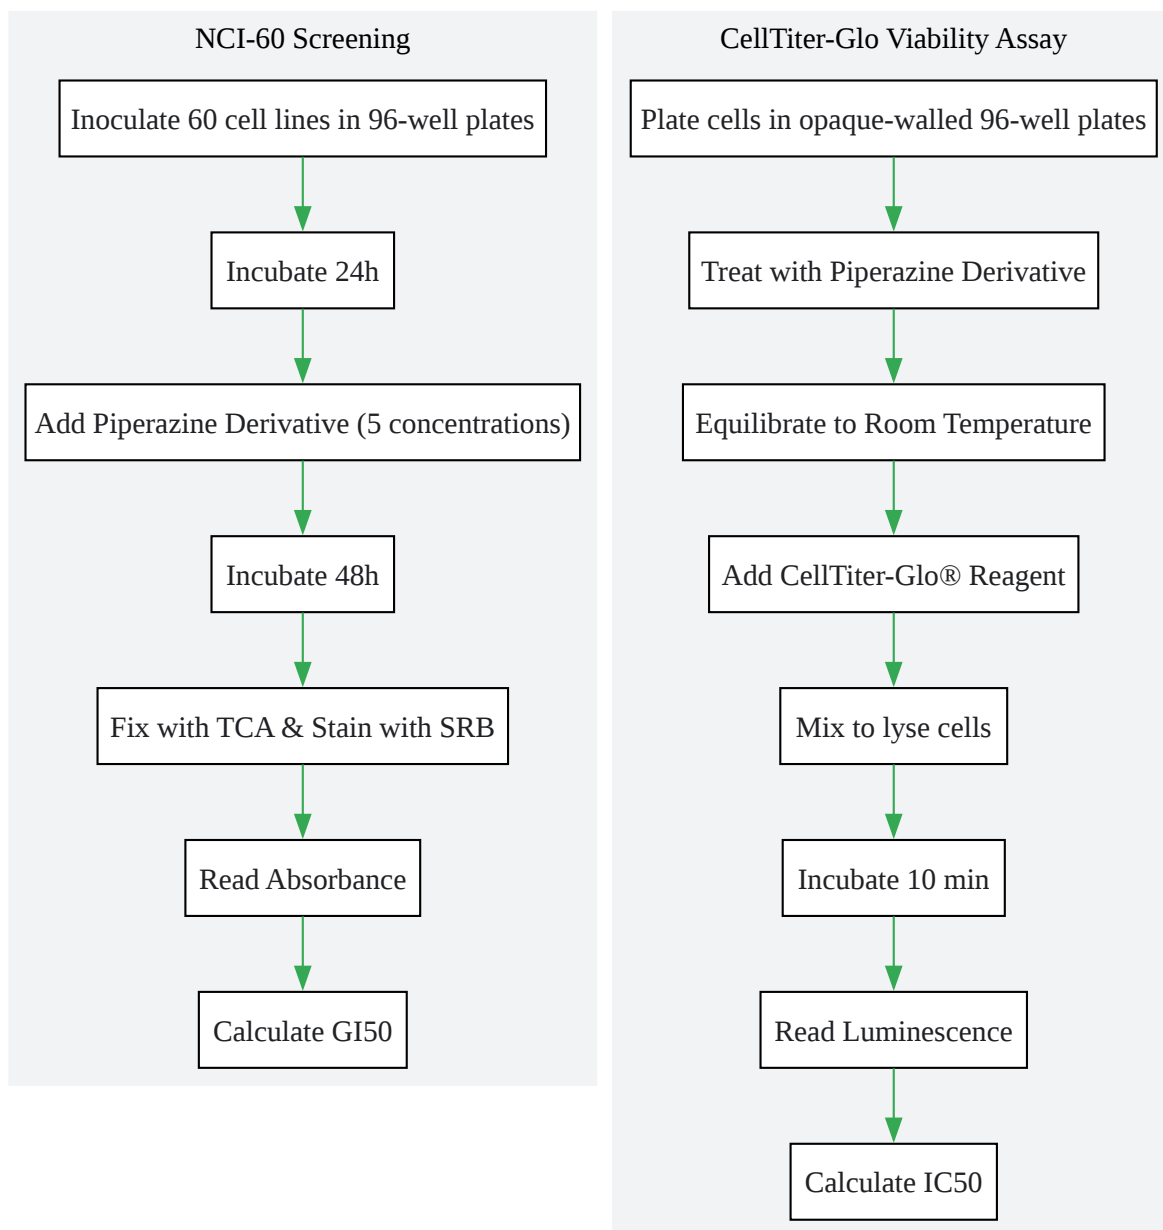 NCI-60 Screening
Inoculate 60 cell lines in 96-well plates
Incubate 24h
Add Piperazine Derivative (5 concentrations)
Incubate 48h
Fix with TCA & Stain with SRB
Read Absorbance
Calculate GI50
CellTiter-Glo Viability Assay
Plate cells in opaque-walled 96-well plates
Treat with Piperazine Derivative
Equilibrate to Room Temperature
Add CellTiter-Glo® Reagent
Mix to lyse cells
Incubate 10 min
Read Luminescence
Calculate IC50